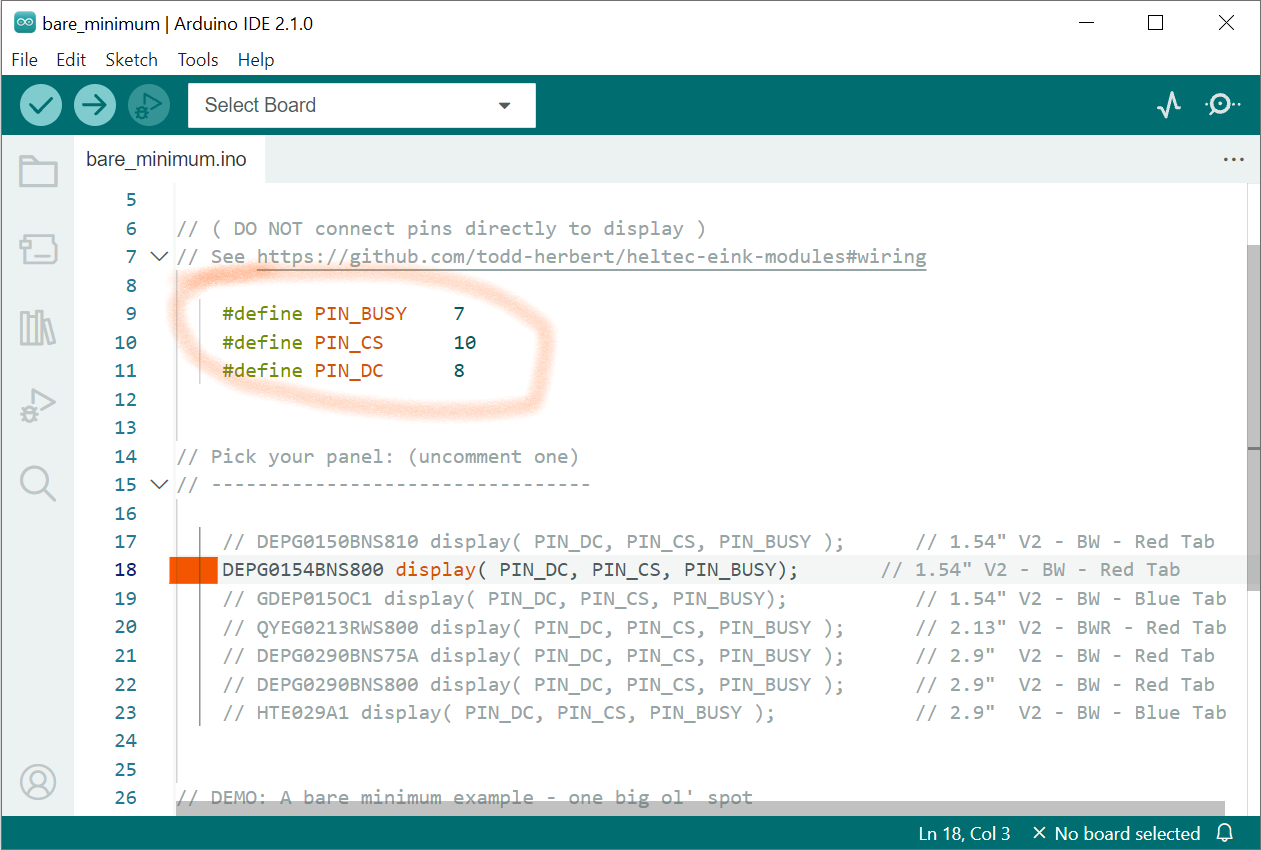 bare_minimum | Arduino IDE 2.1.0
File Edit Sketch Tools Help
Select Board
bare_minimum.ino
5
6 // ( DO NOT connect pins directly to display )
7 // See https://github.com/todd-herbert/heltec-eink-modules#wiring
8
9 #define PIN_BUSY 7
10 #define PIN_CS 10
11 #define PIN_DC 8
12
13
14 // Pick your panel: (uncomment one)
15 // ---------------------------------
16
17 // DEPG0150BNS810 display( PIN_DC, PIN_CS, PIN_BUSY ); // 1.54" V2 - BW - Red Tab
18 DEPG0154BNS800 display( PIN_DC, PIN_CS, PIN_BUSY); // 1.54" V2 - BW - Red Tab
19 // GDEP015OC1 display( PIN_DC, PIN_CS, PIN_BUSY); // 1.54" V2 - BW - Blue Tab
20 // QYEG0213RWS800 display( PIN_DC, PIN_CS, PIN_BUSY ); // 2.13" V2 - BWR - Red Tab
21 // DEPG0290BNS75A display( PIN_DC, PIN_CS, PIN_BUSY ); // 2.9" V2 - BW - Red Tab
22 // DEPG0290BNS800 display( PIN_DC, PIN_CS, PIN_BUSY ); // 2.9" V2 - BW - Red Tab
23 // HTE029A1 display( PIN_DC, PIN_CS, PIN_BUSY ); // 2.9" V2 - BW - Blue Tab
24
25
26 // DEMO: A bare minimum example - one big ol' spot
Ln 18, Col 3 × No board selected